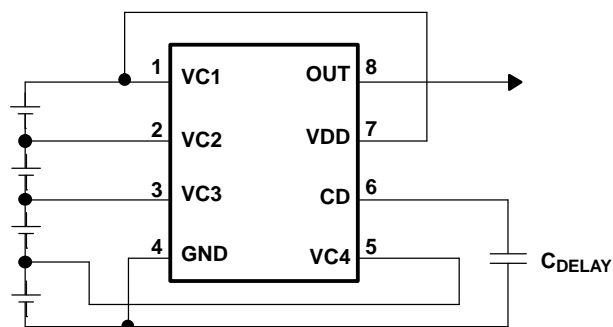 1 VC1 OUT 8
2 VC2 VDD 7
3 VC3 CD 6
4 GND VC4 5
CDELAY